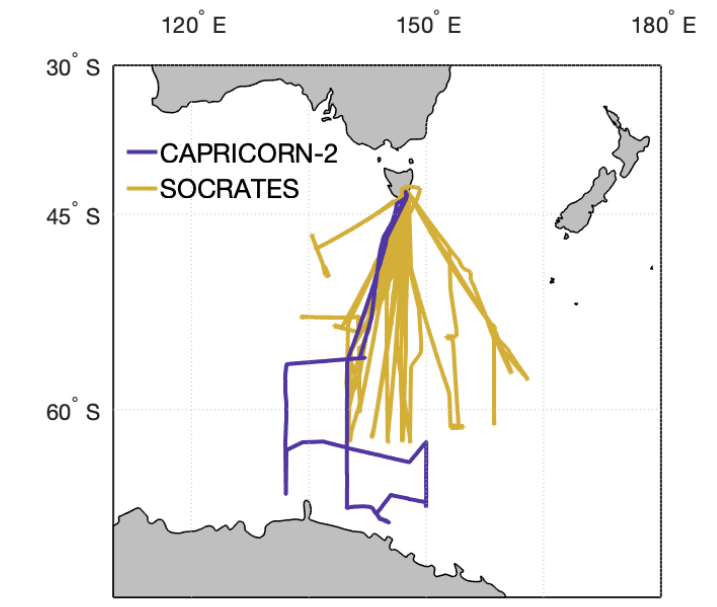 120° E 150° E 180° E
30° S
CAPRICORN-2
SOCRATES
45° S
60° S